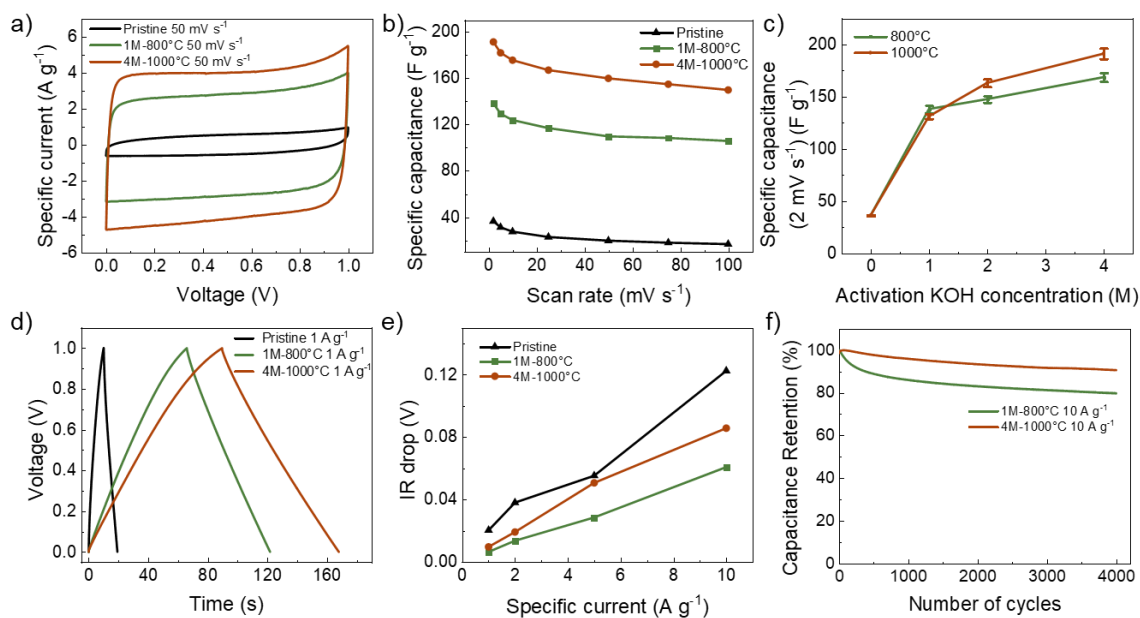 a)
Specific current (A g-1)
6
4
2
0
-2
-4
-6
Pristine 50 mV s-1
1M-800°C 50 mV s-1
4M-1000°C 50 mV s-1
0.0 0.2 0.4 0.6 0.8 1.0
Voltage (V)
b)
Specific capacitance (F g-1)
200
160
120
80
40
Pristine
1M-800°C
4M-1000°C
0 20 40 60 80 100
Scan rate (mV s-1)
c)
Specific capacitance
(2 mV s-1) (F g-1)
200
150
100
50
0
800°C
1000°C
0 1 2 3 4
Activation KOH concentration (M)
d)
Voltage (V)
1.0
0.8
0.6
0.4
0.2
0.0
Pristine 1 A g-1
1M-800°C 1 A g-1
4M-1000°C 1 A g-1
0 40 80 120 160
Time (s)
e)
IR drop (V)
0.12
0.08
0.04
0.00
Pristine
1M-800°C
4M-1000°C
2 4 6 8 10
Specific current (A g-1)
f)
Capacitance Retention (%)
100
80
60
40
20
0
1M-800°C 10 A g-1
4M-1000°C 10 A g-1
0 1000 2000 3000 4000
Number of cycles